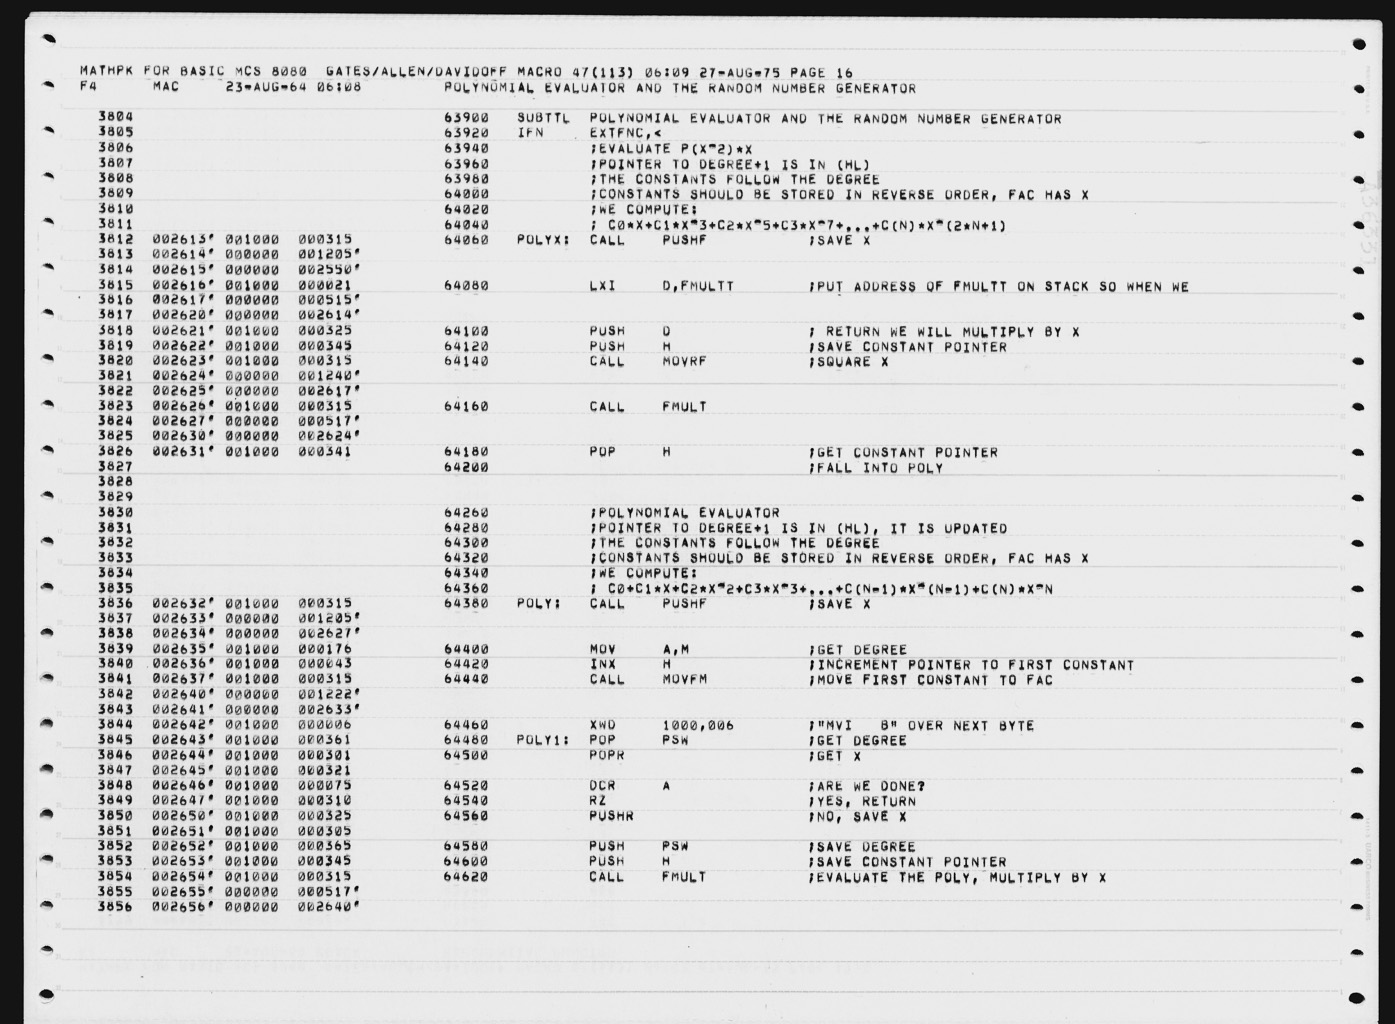 MATHPK FOR BASIC MCS 8080  GATES/ALLEN/DAVIDOFF MACRO 47(113) 06:09 27-AUG-75 PAGE 16
F4      MAC     23-AUG-64 06:08         POLYNOMIAL EVALUATOR AND THE RANDOM NUMBER GENERATOR
3804                                    63900   SUBTTL  POLYNOMIAL EVALUATOR AND THE RANDOM NUMBER GENERATOR
3805                                    63920   IFN     EXTFNC,<
3806                                    63940           ;EVALUATE P(X^2)*X
3807                                    63960           ;POINTER TO DEGREE+1 IS IN (HL)
3808                                    63980           ;THE CONSTANTS FOLLOW THE DEGREE
3809                                    64000           ;CONSTANTS SHOULD BE STORED IN REVERSE ORDER, FAC HAS X
3810                                    64020           ;WE COMPUTE:
3811                                    64040           ; C0*X+C1*X^3+C2*X^5+C3*X^7+...+C(N)*X^(2*N+1)
3812  002613' 001000  000315            64060   POLYX:  CALL    PUSHF           ;SAVE X
3813  002614' 000000  001205'
3814  002615' 000000  002550'
3815  002616' 001000  000021            64080           LXI     D,FMULTT        ;PUT ADDRESS OF FMULTT ON STACK SO WHEN WE
3816  002617' 000000  000515'
3817  002620' 000000  002614'
3818  002621' 001000  000325            64100           PUSH    D               ; RETURN WE WILL MULTIPLY BY X
3819  002622' 001000  000345            64120           PUSH    H               ;SAVE CONSTANT POINTER
3820  002623' 001000  000315            64140           CALL    MOVRF           ;SQUARE X
3821  002624' 000000  001240'
3822  002625' 000000  002617'
3823  002626' 001000  000315            64160           CALL    FMULT
3824  002627' 000000  000517'
3825  002630' 000000  002624'
3826  002631' 001000  000341            64180           POP     H               ;GET CONSTANT POINTER
3827                                    64200                           ;FALL INTO POLY
3828
3829
3830                                    64260           ;POLYNOMIAL EVALUATOR
3831                                    64280           ;POINTER TO DEGREE+1 IS IN (HL), IT IS UPDATED
3832                                    64300           ;THE CONSTANTS FOLLOW THE DEGREE
3833                                    64320           ;CONSTANTS SHOULD BE STORED IN REVERSE ORDER, FAC HAS X
3834                                    64340           ;WE COMPUTE:
3835                                    64360           ; C0+C1*X+C2*X^2+C3*X^3+...+C(N-1)*X^(N-1)+C(N)*X^N
3836  002632' 001000  000315            64380   POLY:   CALL    PUSHF           ;SAVE X
3837  002633' 000000  001205'
3838  002634' 000000  002627'
3839  002635' 001000  000176            64400           MOV     A,M             ;GET DEGREE
3840  002636' 001000  000043            64420           INX     H               ;INCREMENT POINTER TO FIRST CONSTANT
3841  002637' 001000  000315            64440           CALL    MOVFM           ;MOVE FIRST CONSTANT TO FAC
3842  002640' 000000  001222'
3843  002641' 000000  002633'
3844  002642' 001000  000006            64460           XWD     1000,006        ;"MVI   B" OVER NEXT BYTE
3845  002643' 001000  000361            64480   POLY1:  POP     PSW             ;GET DEGREE
3846  002644' 001000  000301            64500           POPR                    ;GET X
3847  002645' 001000  000321
3848  002646' 001000  000075            64520           DCR     A               ;ARE WE DONE?
3849  002647' 001000  000310            64540           RZ                      ;YES, RETURN
3850  002650' 001000  000325            64560           PUSHR                   ;NO, SAVE X
3851  002651' 001000  000305
3852  002652' 001000  000365            64580           PUSH    PSW             ;SAVE DEGREE
3853  002653' 001000  000345            64600           PUSH    H               ;SAVE CONSTANT POINTER
3854  002654' 001000  000315            64620           CALL    FMULT           ;EVALUATE THE POLY, MULTIPLY BY X
3855  002655' 000000  000517'
3856  002656' 000000  002640'